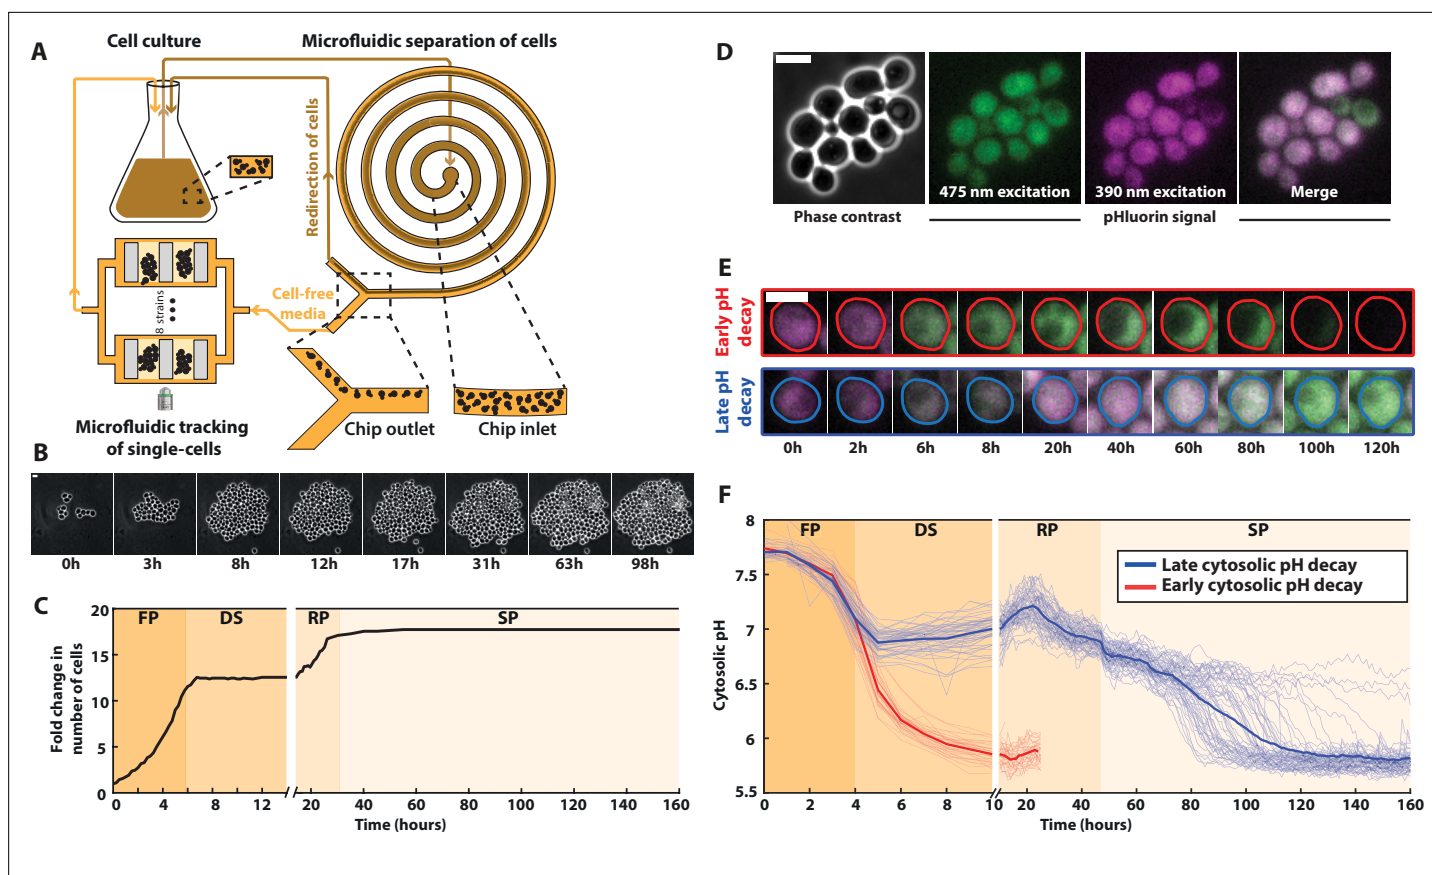 A
Cell culture
Microfluidic separation of cells
Redirection of cells
Cell-free
media
8 strains
Microfluidic tracking
of single-cells
Chip outlet
Chip inlet
B
0h 3h 8h 12h 17h 31h 63h 98h
C
FP DS RP SP
Fold change in
number of cells
20
15
10
5
0
0 4 8 12 20 40 60 80 100 120 140 160
Time (hours)
D
475 nm excitation 390 nm excitation Merge
Phase contrast pHluorin signal
E
Early pH
decay
Late pH
decay
0h 2h 6h 8h 20h 40h 60h 80h 100h 120h
F
FP DS RP SP
Late cytosolic pH decay
Early cytosolic pH decay
Cytosolic pH
8
7.5
7
6.5
6
5.5
0 2 4 6 8 10 20 40 60 80 100 120 140 160
Time (hours)